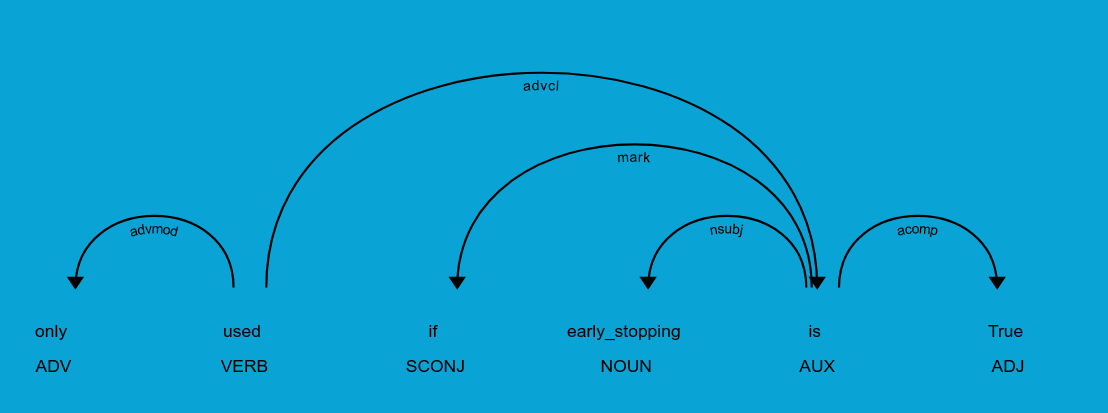 advcl
mark
advmod nsubj acomp
only used if early_stopping is True
ADV VERB SCONJ NOUN AUX ADJ